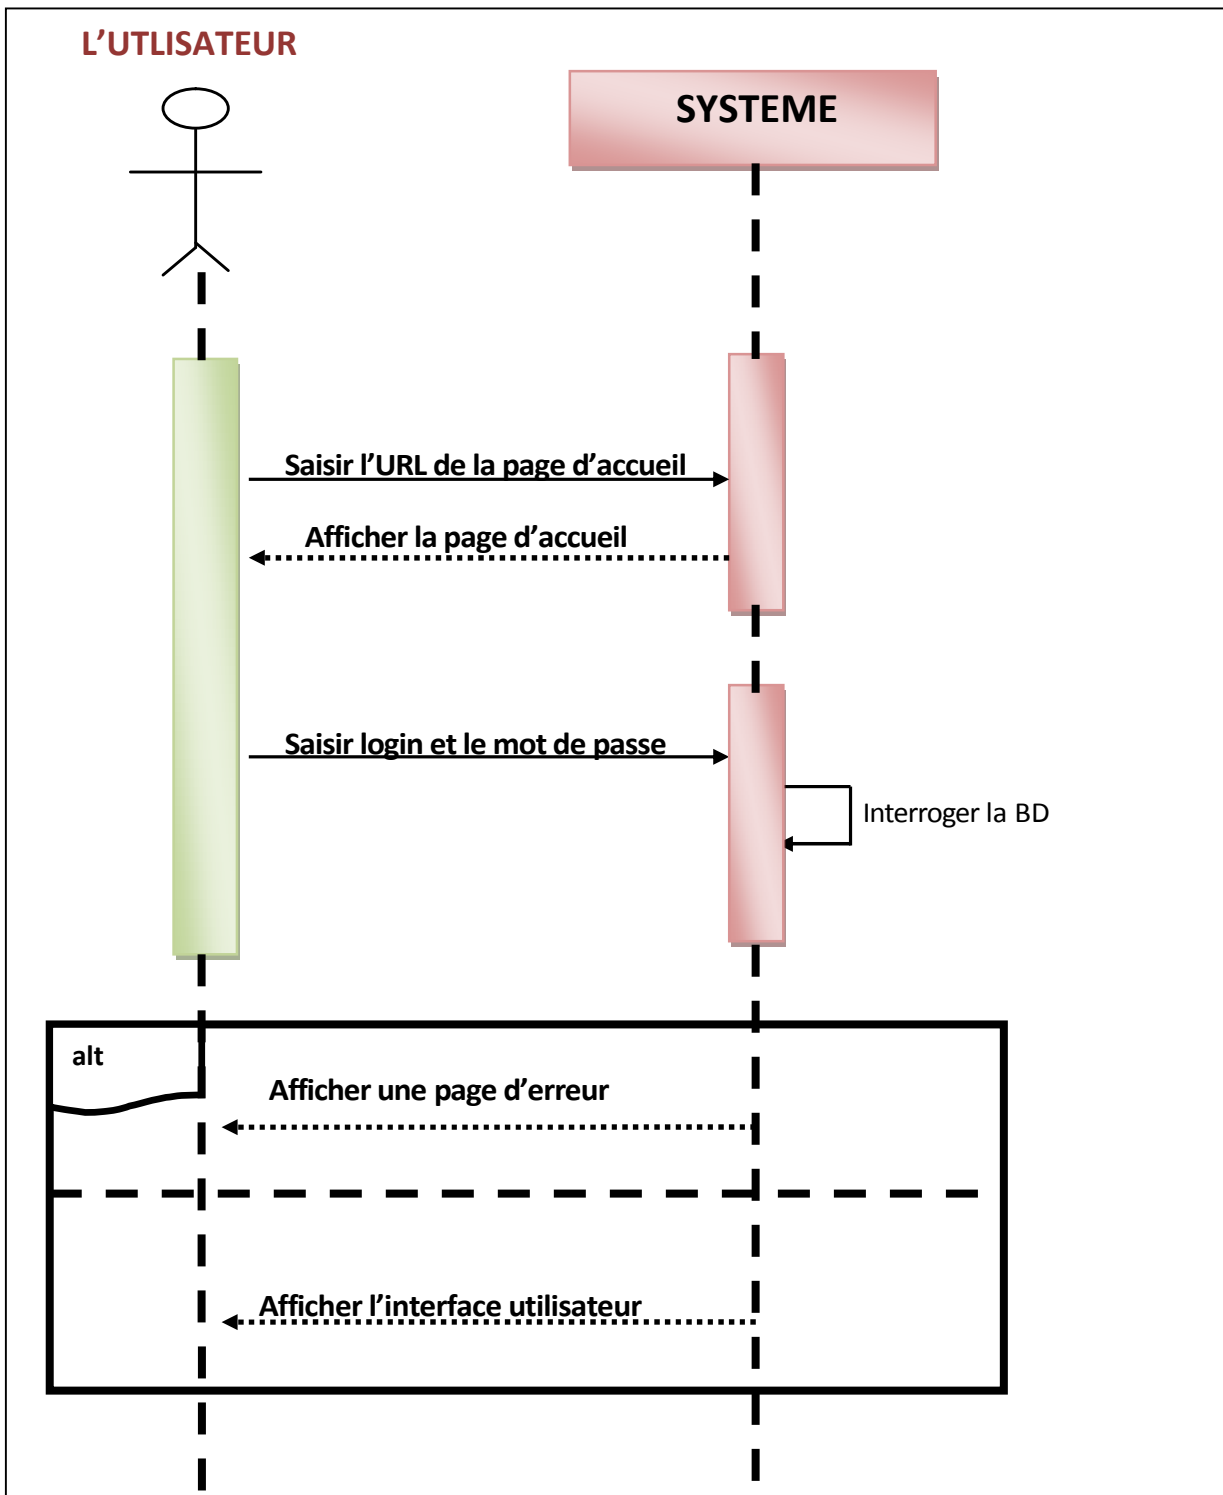 L’UTLISATEUR
SYSTEME
Saisir l’URL de la page d’accueil
Afficher la page d’accueil
Saisir login et le mot de passe
Interroger la BD
alt
Afficher une page d’erreur
Afficher l’interface utilisateur